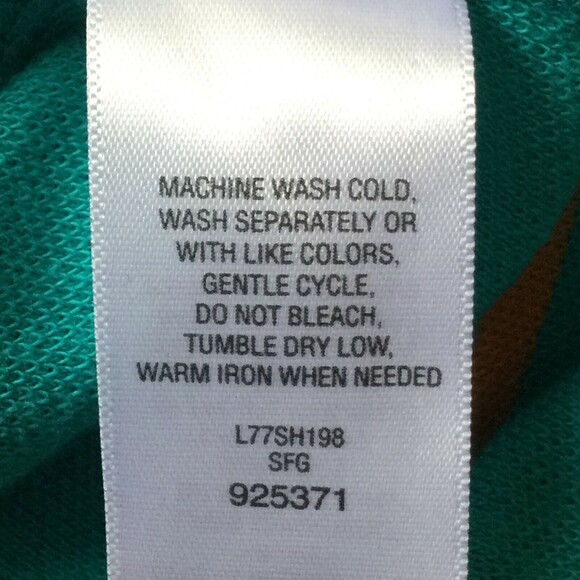 MACHINE WASH COLD,
WASH SEPARATELY OR
WITH LIKE COLORS,
GENTLE CYCLE,
DO NOT BLEACH,
TUMBLE DRY LOW,
WARM IRON WHEN NEEDED
L77SH198
SFG
925371